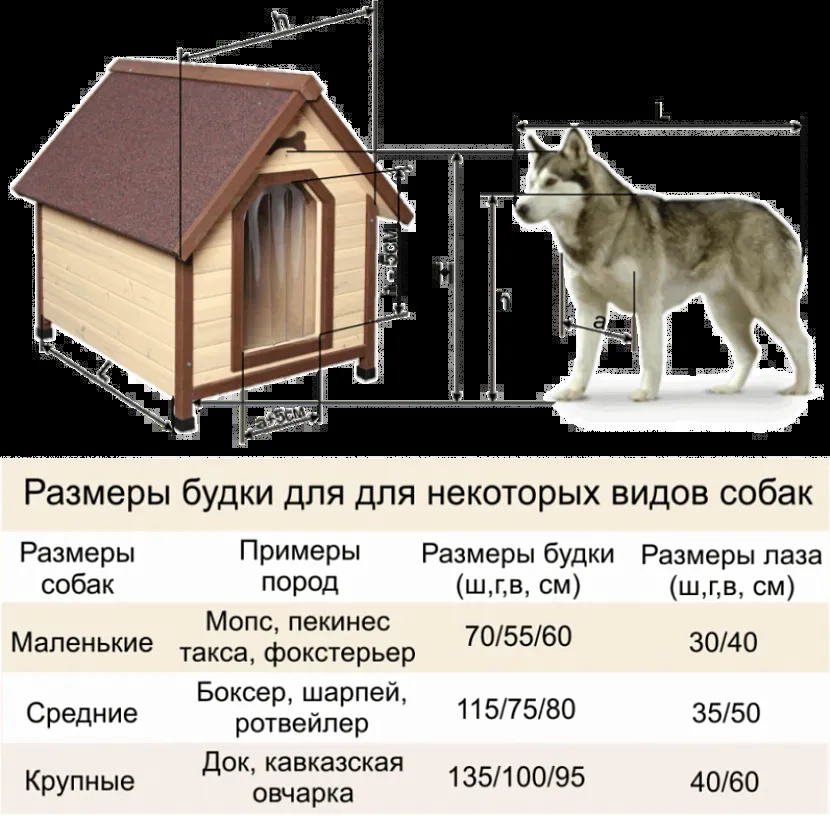 h
L
h - 5см
H
h
a
L
a+5см
Размеры будки для для некоторых видов собак
Размеры собак
Примеры пород
Размеры будки (ш,г,в, см)
Размеры лаза (ш,г,в, см)
Маленькие
Мопс, пекинес
такса, фокстерьер
70/55/60
30/40
Средние
Боксер, шарпей,
ротвейлер
115/75/80
35/50
Крупные
Док, кавказская
овчарка
135/100/95
40/60